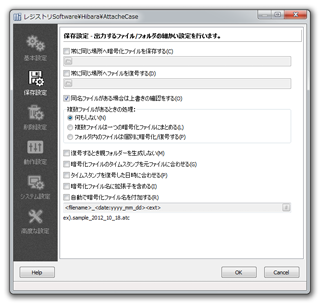 レジストリSoftware¥Hibara¥AttacheCase
保存設定 - 出力するファイル/フォルダの細かい設定を行います。
基本設定
保存設定
削除設定
動作設定
システム設定
高度な設定
常に同じ場所へ暗号化ファイルを保存する(C)
常に同じ場所へファイルを復号する(D)
同名ファイルがある場合は上書きの確認をする(O)
複数ファイルがあるときの処理:
何もしない(N)
複数ファイルは一つの暗号化ファイルにまとめる(L)
フォルダ内のファイルは個別に暗号化/復号する(M)
復号するとき親フォルダーを生成しない(W)
暗号化ファイルのタイムスタンプを元ファイルに合わせる(G)
タイムスタンプを復号した日時に合わせる(P)
暗号化ファイル名に拡張子を含める(I)
自動で暗号化ファイル名を付加する(R)
<filename>_<date:yyyy_mm_dd><ext>
ex).sample_2012_10_18.atc
Help
OK
Cancel